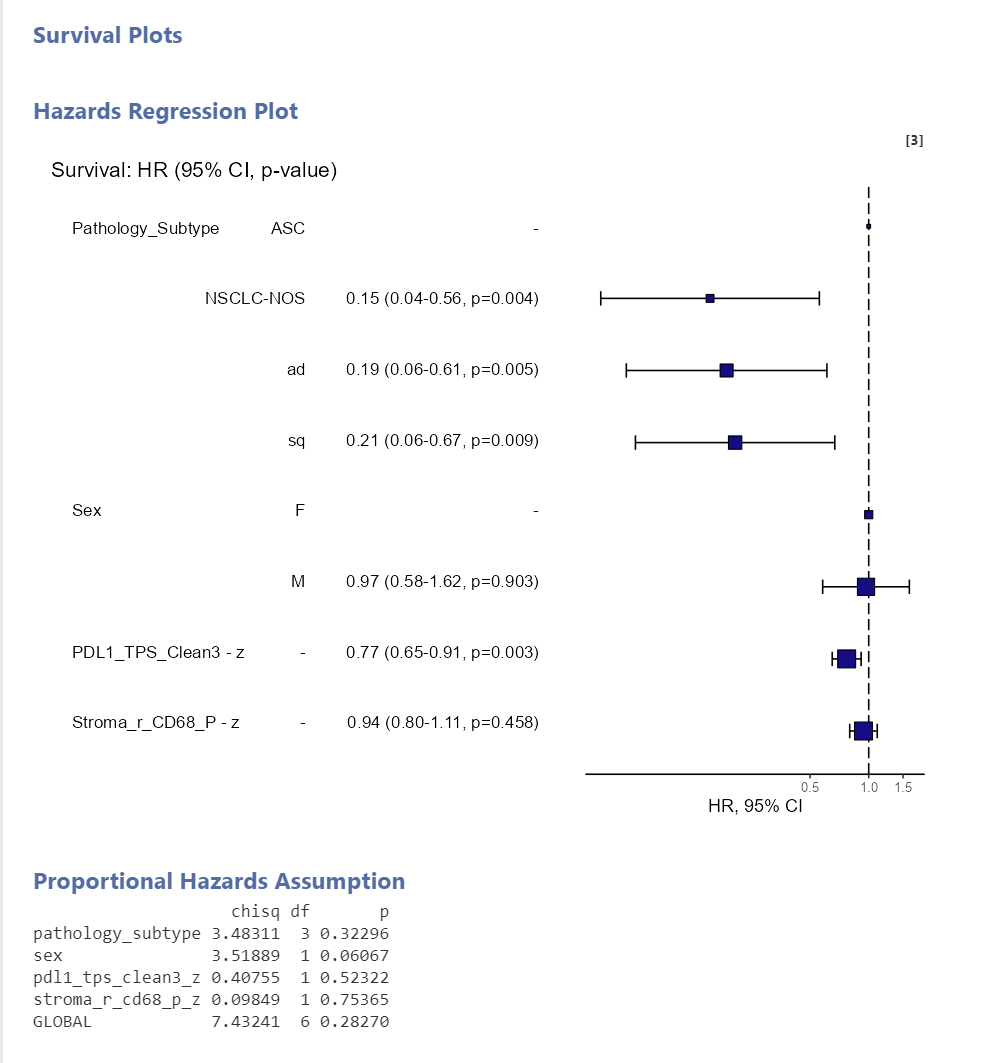 Survival Plots
Hazards Regression Plot
[3]
Survival: HR (95% CI, p-value)
Pathology_Subtype ASC -
NSCLC-NOS 0.15 (0.04-0.56, p=0.004)
ad 0.19 (0.06-0.61, p=0.005)
sq 0.21 (0.06-0.67, p=0.009)
Sex F -
M 0.97 (0.58-1.62, p=0.903)
PDL1_TPS_Clean3 - z - 0.77 (0.65-0.91, p=0.003)
Stroma_r_CD68_P - z - 0.94 (0.80-1.11, p=0.458)
0.5 1.0 1.5
HR, 95% CI
Proportional Hazards Assumption
chisq df p
pathology_subtype 3.48311 3 0.32296
sex 3.51889 1 0.06067
pdl1_tps_clean3_z 0.40755 1 0.52322
stroma_r_cd68_p_z 0.09849 1 0.75365
GLOBAL 7.43241 6 0.28270